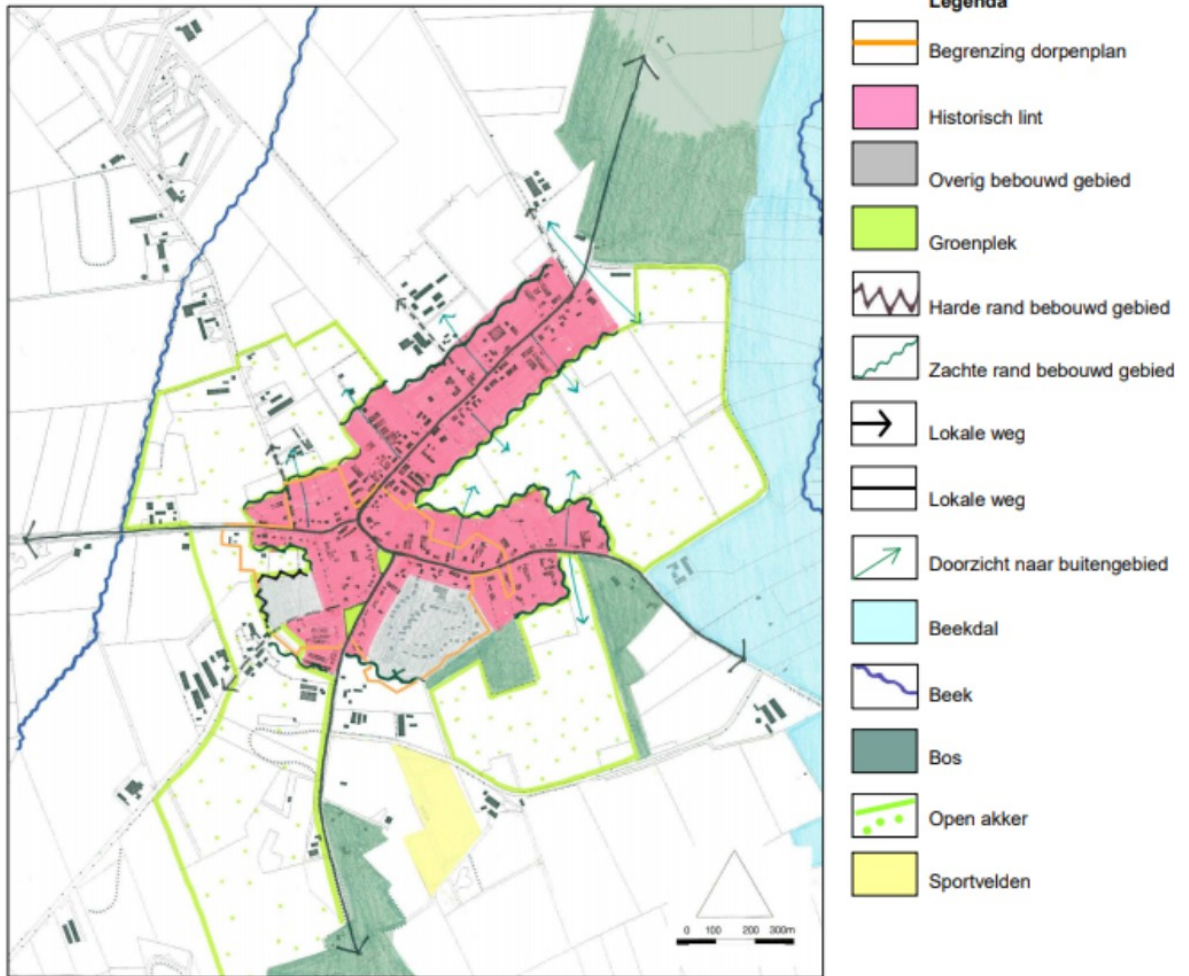 Legenda
Begrenzing dorpenplan
Historisch lint
Overig bebouwd gebied
Groenplek
Harde rand bebouwd gebied
Zachte rand bebouwd gebied
Lokale weg
Lokale weg
Doorzicht naar buitengebied
Beekdal
Beek
Bos
Open akker
Sportvelden
0 100 200 300m